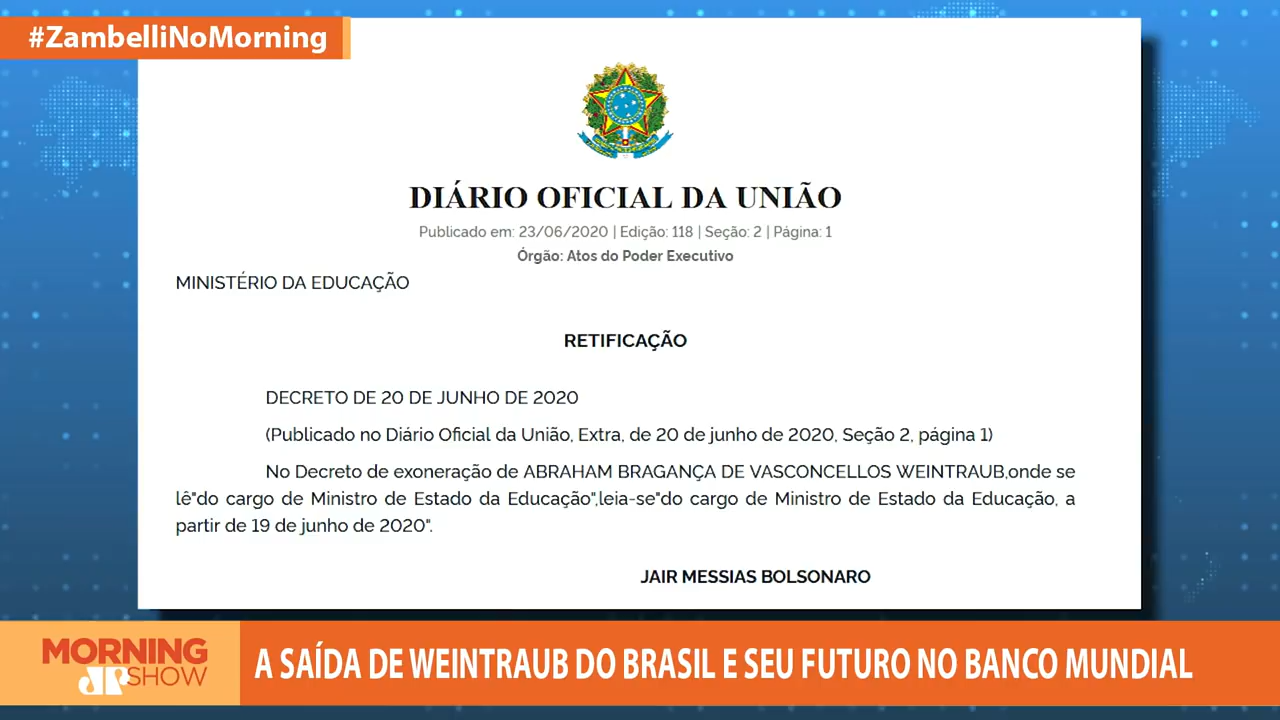 #ZambelliNoMorning
DIÁRIO OFICIAL DA UNIÃO
Publicado em: 23/06/2020 | Edição: 118 | Seção: 2 | Página: 1
Órgão: Atos do Poder Executivo
MINISTÉRIO DA EDUCAÇÃO
RETIFICAÇÃO
DECRETO DE 20 DE JUNHO DE 2020
(Publicado no Diário Oficial da União, Extra, de 20 de junho de 2020, Seção 2, página 1)
No Decreto de exoneração de ABRAHAM BRAGANÇA DE VASCONCELLOS WEINTRAUB,onde se
lê"do cargo de Ministro de Estado da Educação",leia-se"do cargo de Ministro de Estado da Educação, a
partir de 19 de junho de 2020".
JAIR MESSIAS BOLSONARO
MORNING
JP SHOW
A SAÍDA DE WEINTRAUB DO BRASIL E SEU FUTURO NO BANCO MUNDIAL